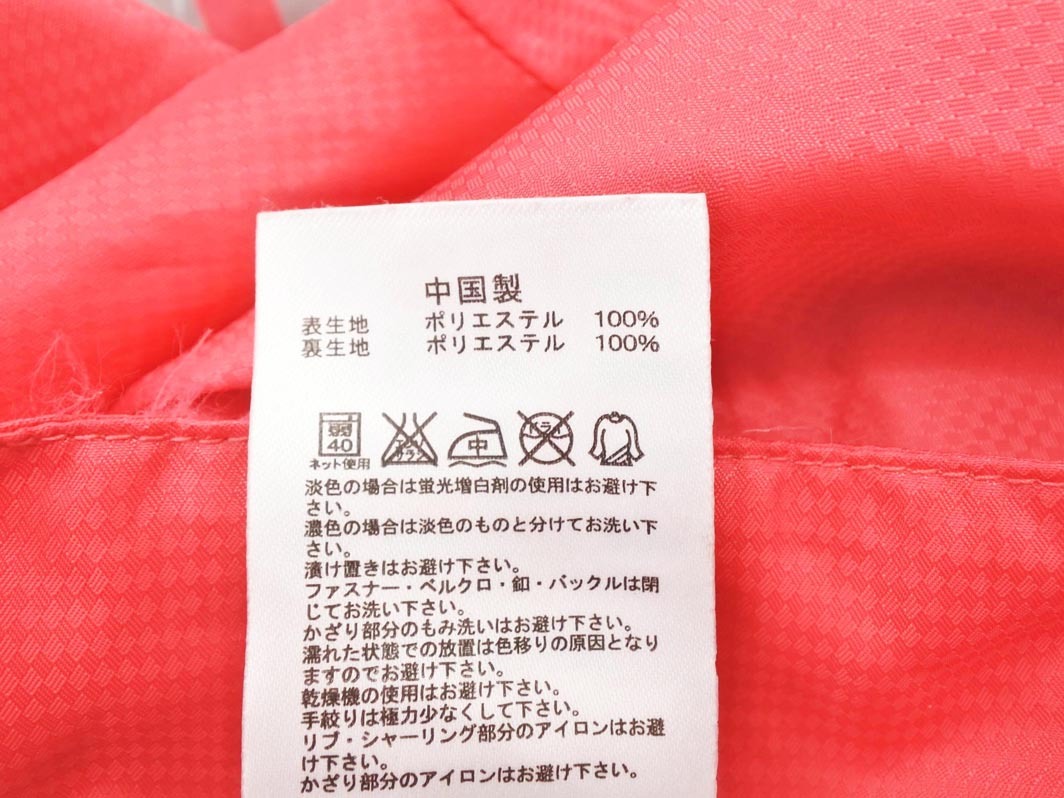 中国製
表生地 ポリエステル 100%
裏生地 ポリエステル 100%
弱
40
ネット使用
エンソ
サラシ
中
ドライ
淡色の場合は蛍光増白剤の使用はお避け下
さい。
濃色の場合は淡色のものと分けてお洗い下
さい。
漬け置きはお避け下さい。
ファスナー・ベルクロ・釦・バックルは閉
じてお洗い下さい。
かざり部分のもみ洗いはお避け下さい。
濡れた状態での放置は色移りの原因となり
ますのでお避け下さい。
乾燥機の使用はお避け下さい。
手絞りは極力少なくして下さい。
リブ・シャーリング部分のアイロンはお避
け下さい。
かざり部分のアイロンはお避け下さい。